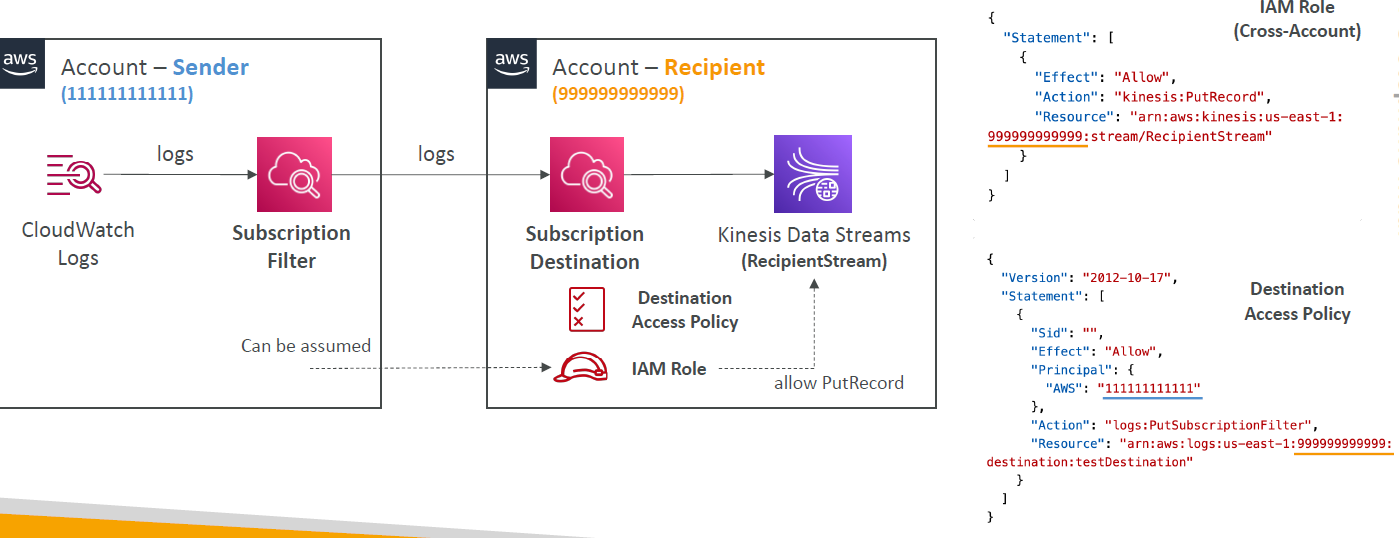 aws
Account – Sender
(111111111111)
CloudWatch
Logs
logs
Subscription
Filter
logs
Can be assumed
aws
Account – Recipient
(999999999999)
Subscription
Destination
Kinesis Data Streams
(RecipientStream)
Destination
Access Policy
IAM Role
allow PutRecord
IAM Role
(Cross-Account)
{
"Statement": [
{
"Effect": "Allow",
"Action": "kinesis:PutRecord",
"Resource": "arn:aws:kinesis:us-east-1:
999999999999:stream/RecipientStream"
}
]
}
Destination
Access Policy
{
"Version": "2012-10-17",
"Statement": [
{
"Sid": "",
"Effect": "Allow",
"Principal": {
"AWS": "111111111111"
},
"Action": "logs:PutSubscriptionFilter",
"Resource": "arn:aws:logs:us-east-1:999999999999:
destination:testDestination"
}
]
}